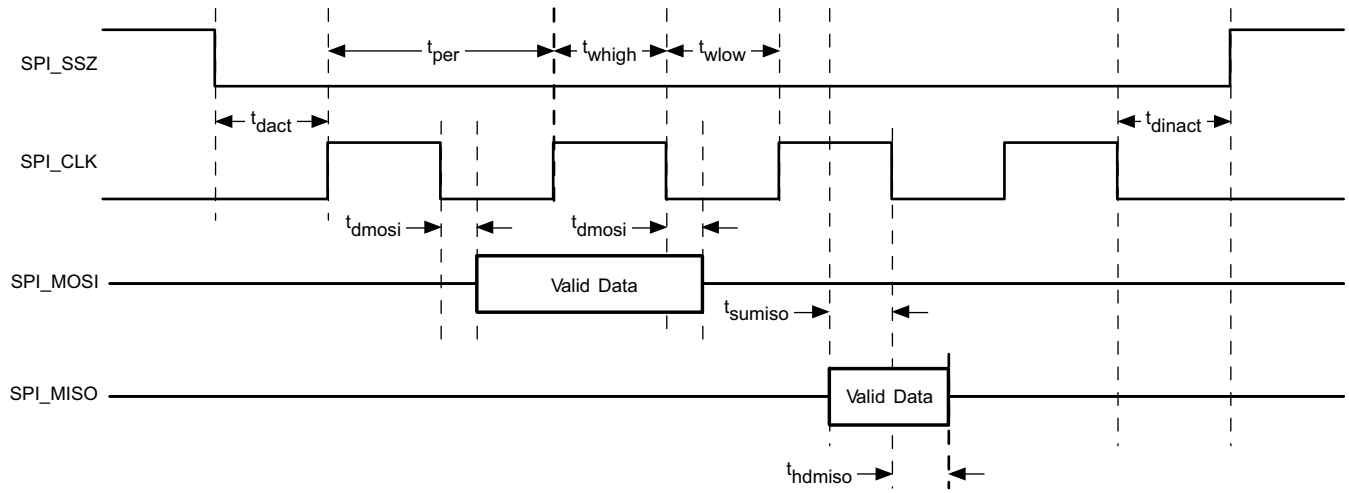 SPI_SSZ
tper
twhigh
twlow
tdact
tdinact
SPI_CLK
tdmosi
tdmosi
SPI_MOSI
Valid Data
tsumiso
SPI_MISO
Valid Data
thdmiso